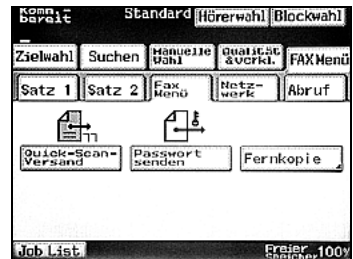 Komm.-
bereit
Standard Hörerwahl Blockwahl
Zielwahl Suchen Manuelle Wahl Qualität &Verkl. FAX Menü
Satz 1 Satz 2 Fax Menü Netz-werk Abruf
Quick-Scan-
Versand
Passwort
senden
Fernkopie
Job List
Freier
Speicher 100%